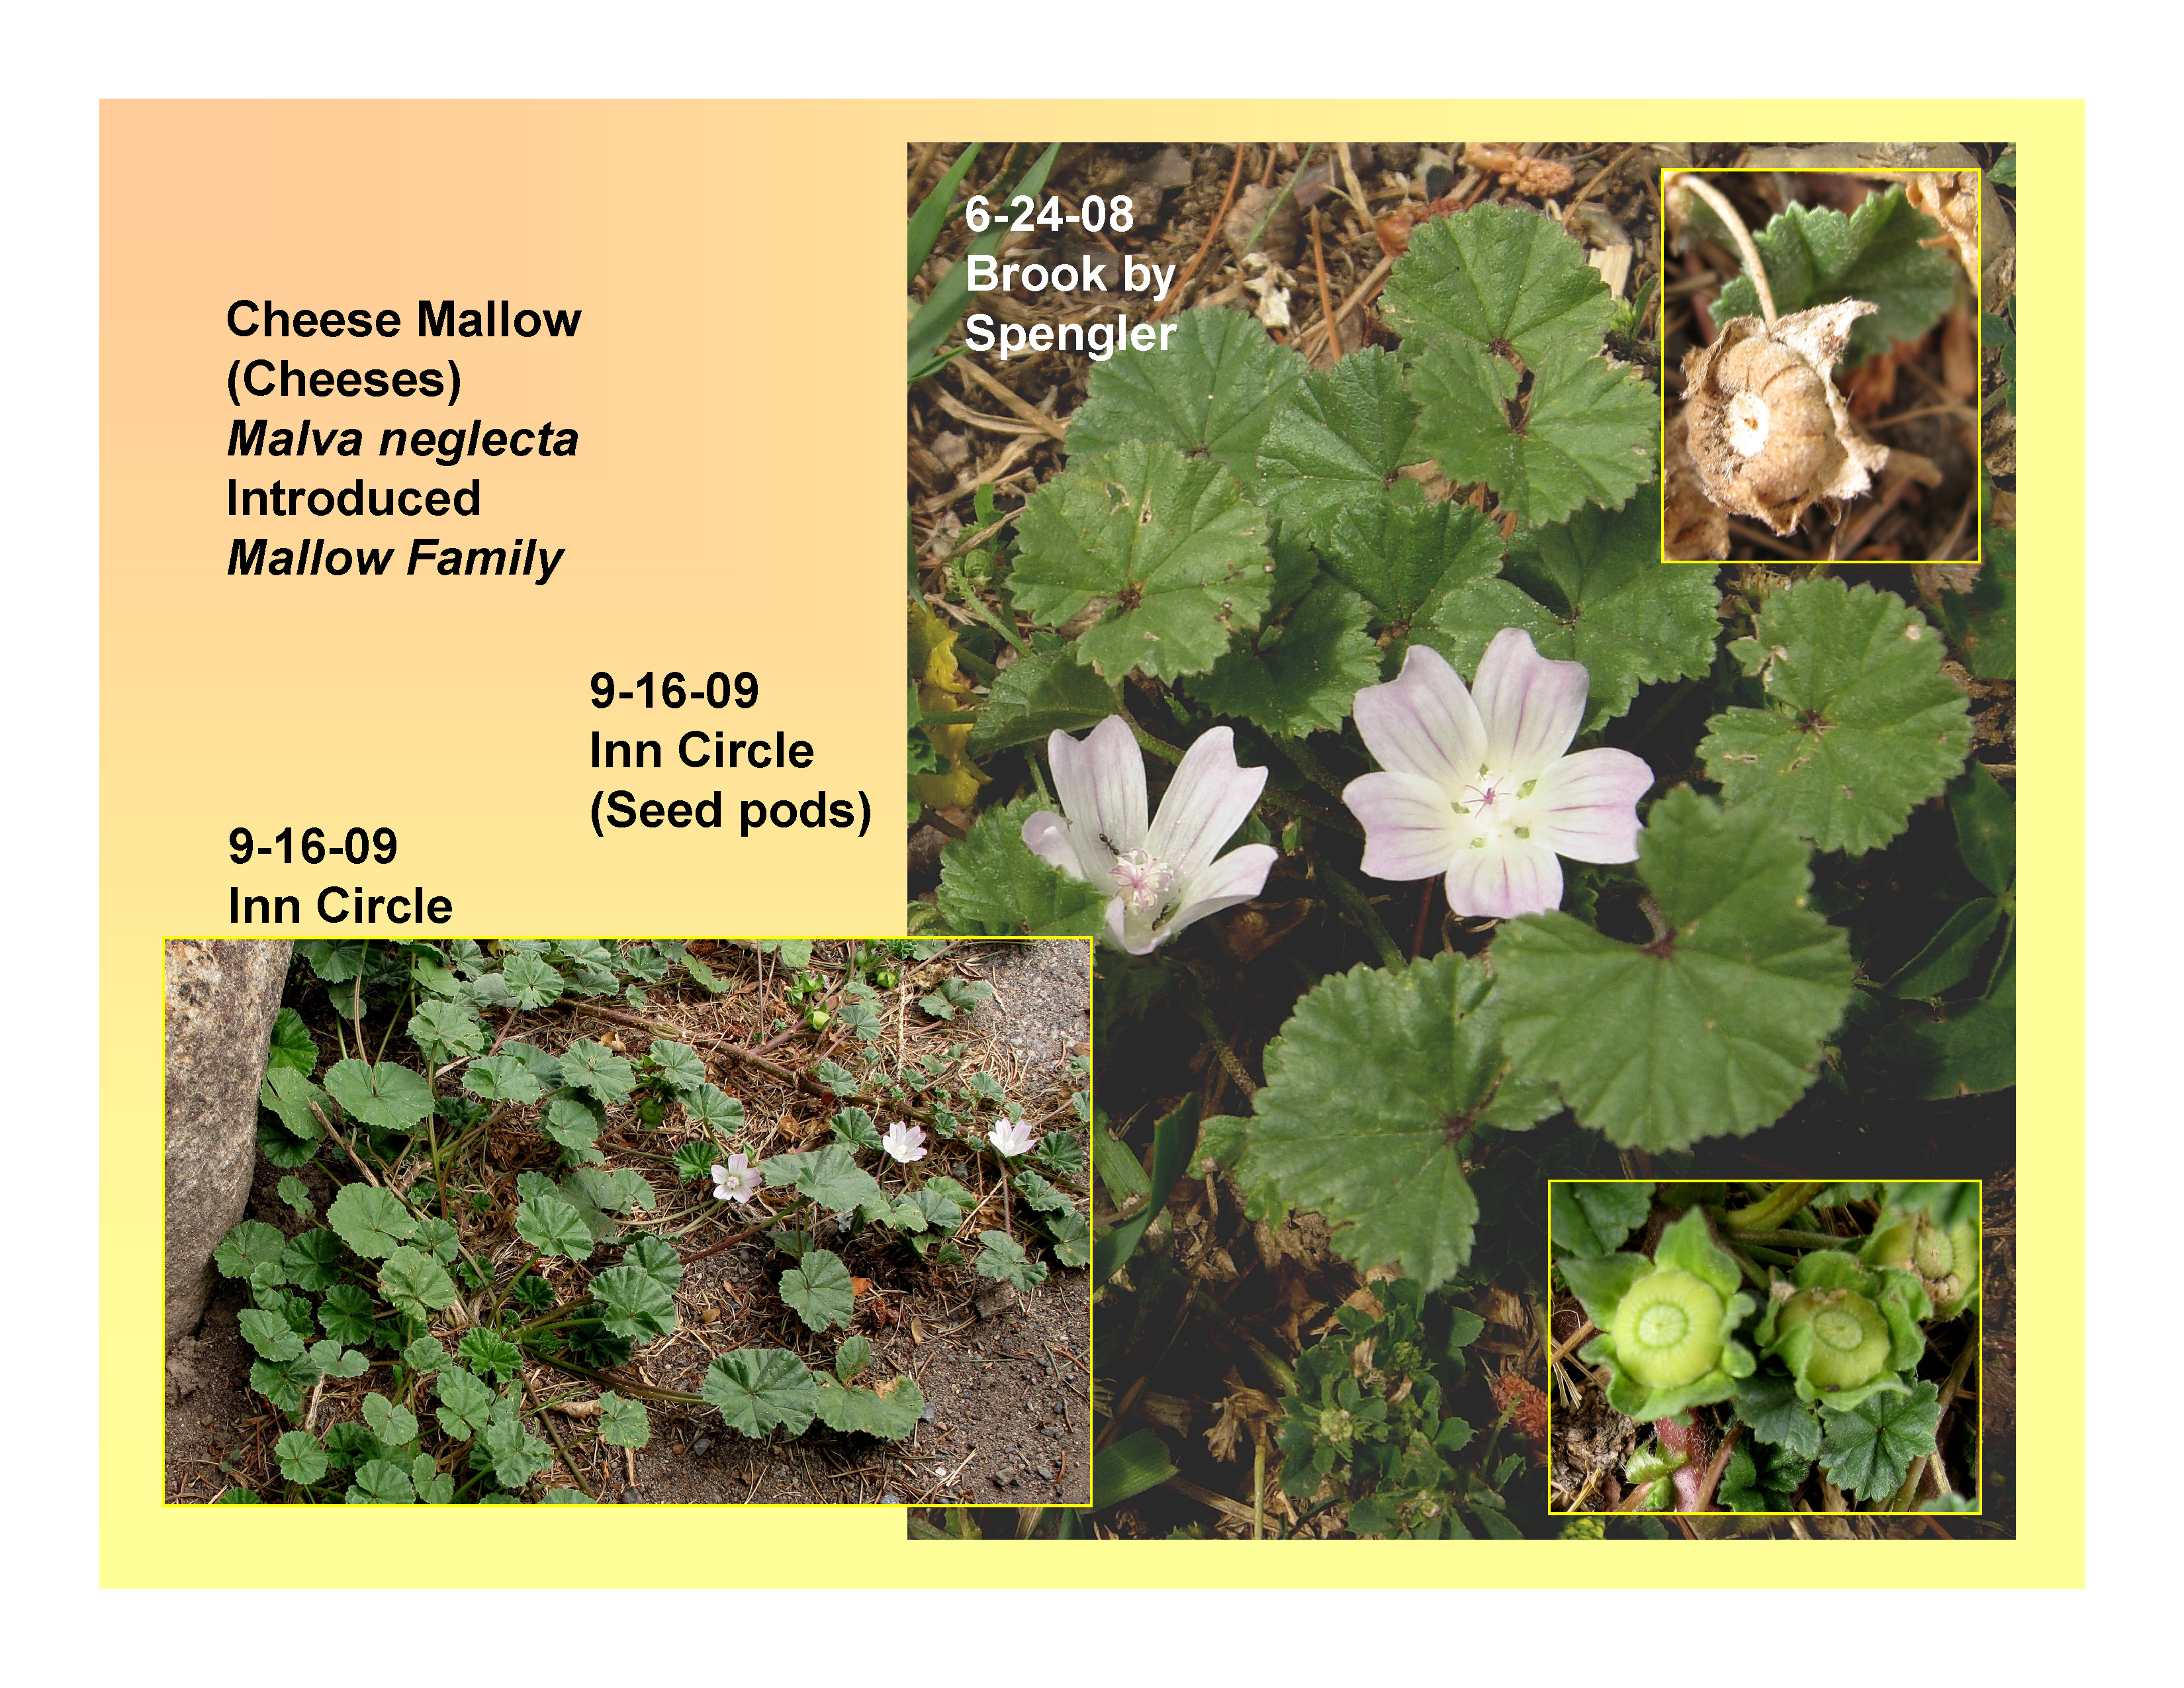 Cheese Mallow
(Cheeses)
Malva neglecta
Introduced
Mallow Family
9-16-09
Inn Circle
(Seed pods)
9-16-09
Inn Circle
6-24-08
Brook by
Spengler